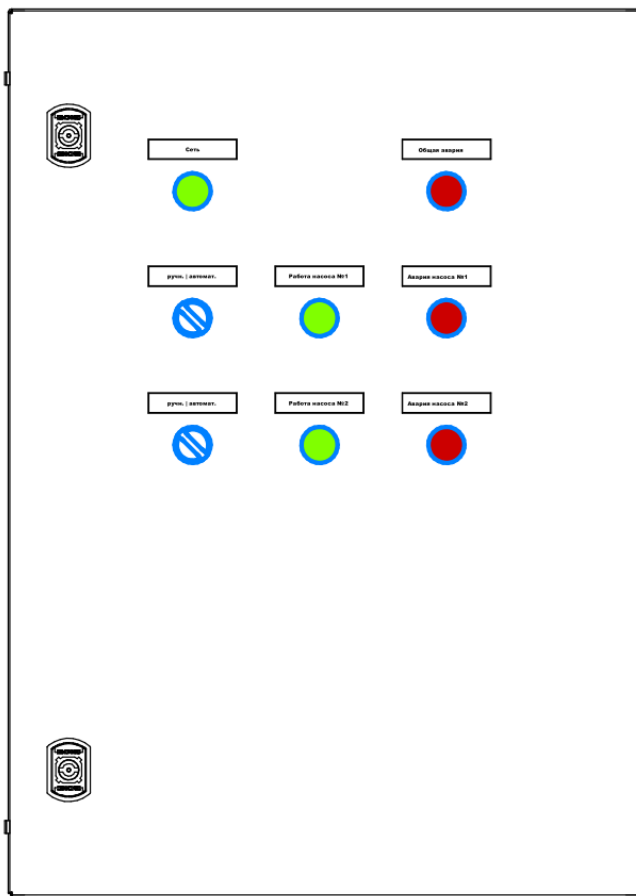 Сеть
Общая авария
ручн. | автомат.
Работа насоса №1
Авария насоса №1
ручн. | автомат.
Работа насоса №2
Авария насоса №2